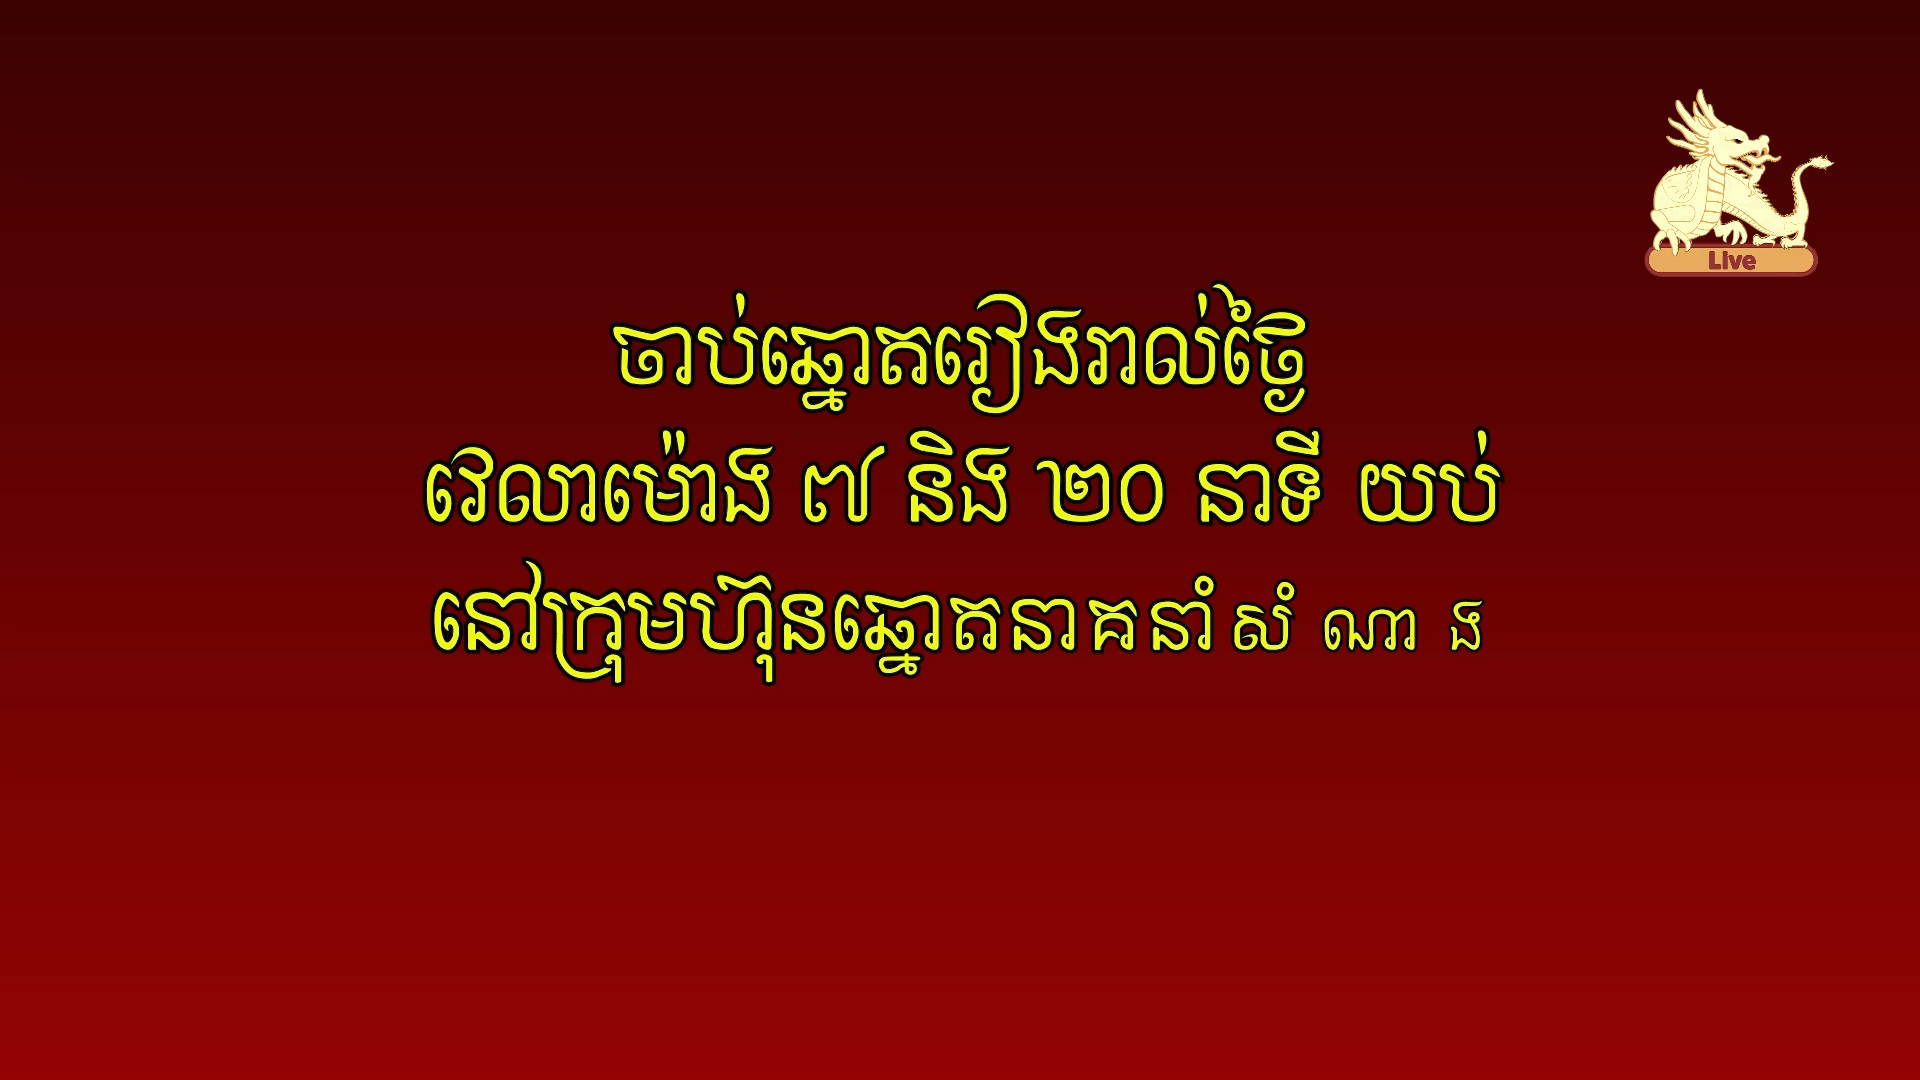 Live
ចាប់ឆ្នោតរៀងរាល់ថ្ងៃ
វេលាម៉ោង ៧ និង ២០ នាទី យប់
នៅក្រុមហ៊ុនឆ្នោតនាគនាំសំណាង